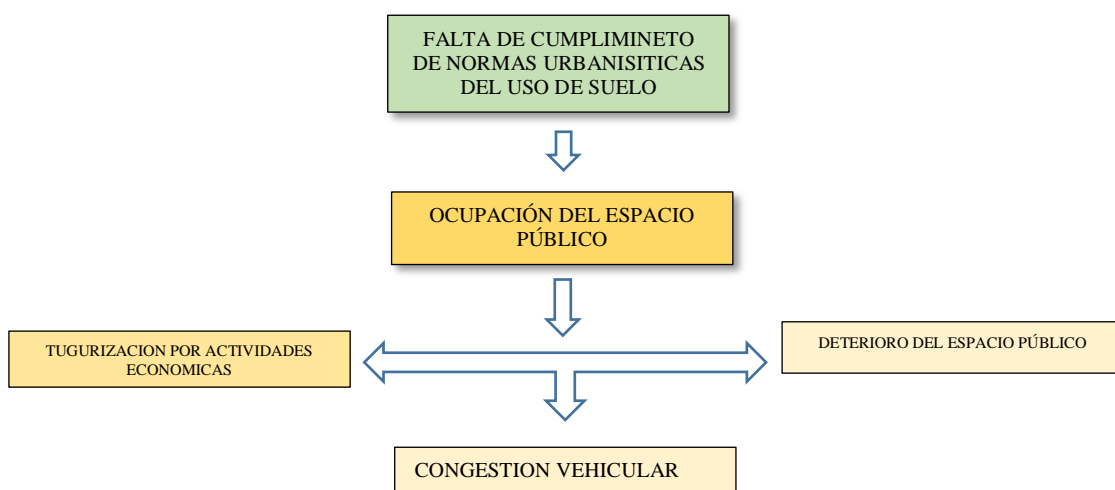 FALTA DE CUMPLIMINETO
DE NORMAS URBANISITICAS
DEL USO DE SUELO
OCUPACIÓN DEL ESPACIO
PÚBLICO
TUGURIZACION POR ACTIVIDADES
ECONOMICAS
DETERIORO DEL ESPACIO PÚBLICO
CONGESTION VEHICULAR